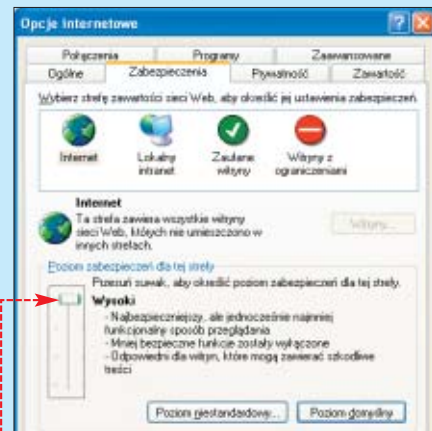 Opcje internetowe
Połączenia Programy Zaawansowane
Ogólne Zabezpieczenia Prywatność Zawartość
Wybierz strefę zawartości sieci Web, aby określić jej ustawienia zabezpieczeń.
Internet Lokalny intranet Zaufane witryny Witryny z ograniczeniami
Internet
Ta strefa zawiera wszystkie witryny
sieci Web, których nie umieszczono w
innych strefach.
Witryny...
Poziom zabezpieczeń dla tej strefy
Przesuń suwak, aby określić poziom zabezpieczeń dla tej strefy.
Wysoki
- Najbezpieczniejszy, ale jednocześnie najmniej
funkcjonalny sposób przeglądania
- Mniej bezpieczne funkcje zostały wyłączone
- Odpowiedni dla witryn, które mogą zawierać szkodliwe
treści
Poziom niestandardowy... Poziom domyślny